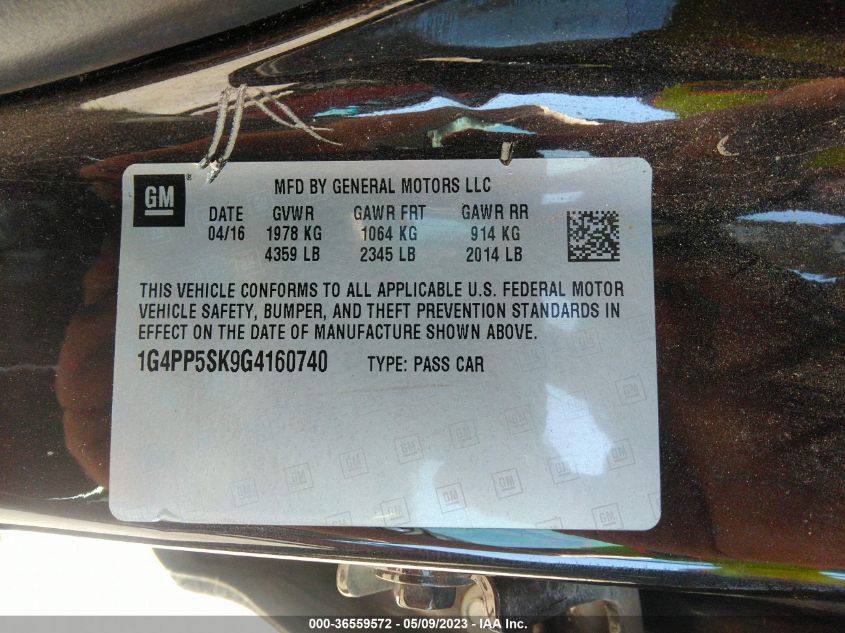 GM ®
MFD BY GENERAL MOTORS LLC
DATE GVWR GAWR FRT GAWR RR
04/16 1978 KG 1064 KG 914 KG
4359 LB 2345 LB 2014 LB
THIS VEHICLE CONFORMS TO ALL APPLICABLE U.S. FEDERAL MOTOR
VEHICLE SAFETY, BUMPER, AND THEFT PREVENTION STANDARDS IN
EFFECT ON THE DATE OF MANUFACTURE SHOWN ABOVE.
1G4PP5SK9G4160740 TYPE: PASS CAR
000-36559572 - 05/09/2023 - IAA Inc.